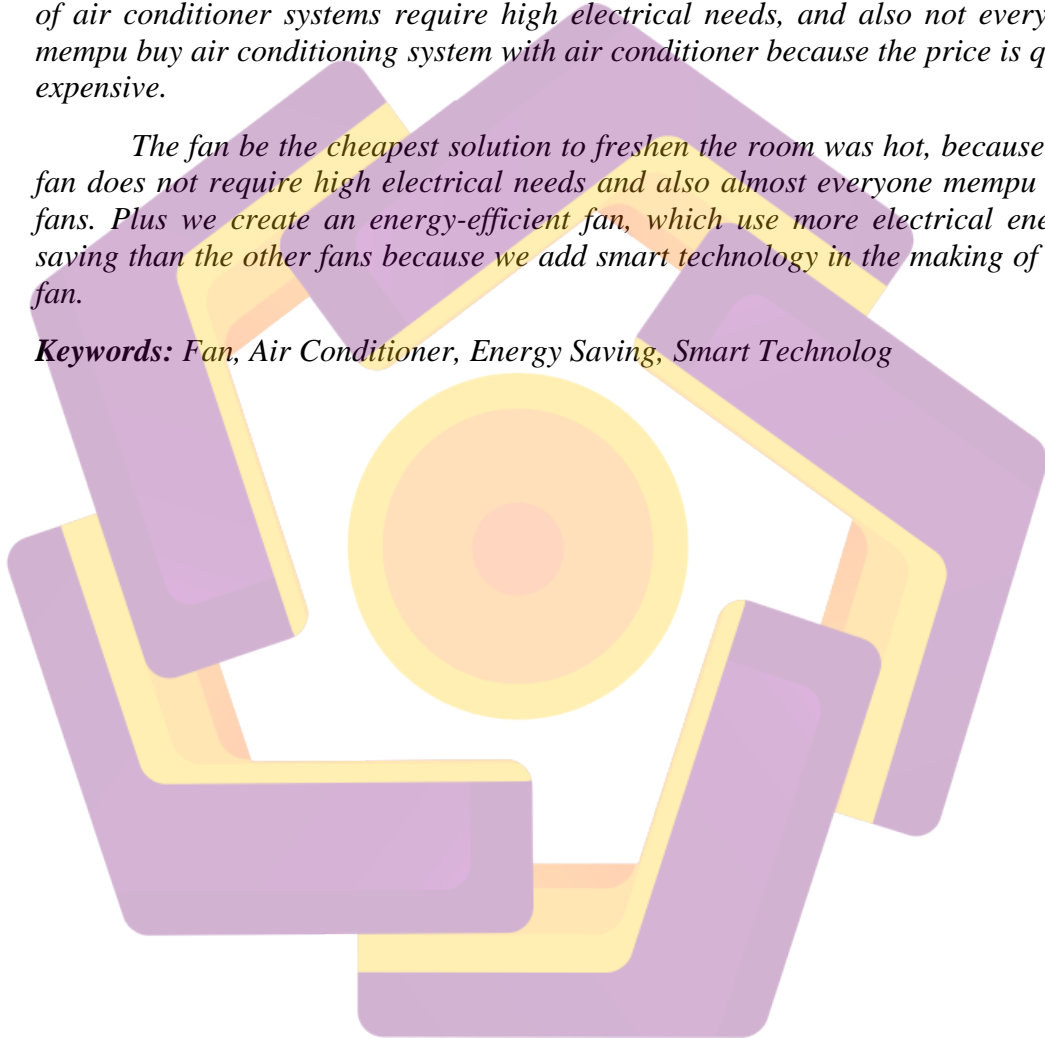 of air conditioner systems require high electrical needs, and also not every
mempu buy air conditioning system with air conditioner because the price is q
expensive.
The fan be the cheapest solution to freshen the room was hot, because
fan does not require high electrical needs and also almost everyone mempu
fans. Plus we create an energy-efficient fan, which use more electrical ene
saving than the other fans because we add smart technology in the making of
fan.
Keywords: Fan, Air Conditioner, Energy Saving, Smart Technolog